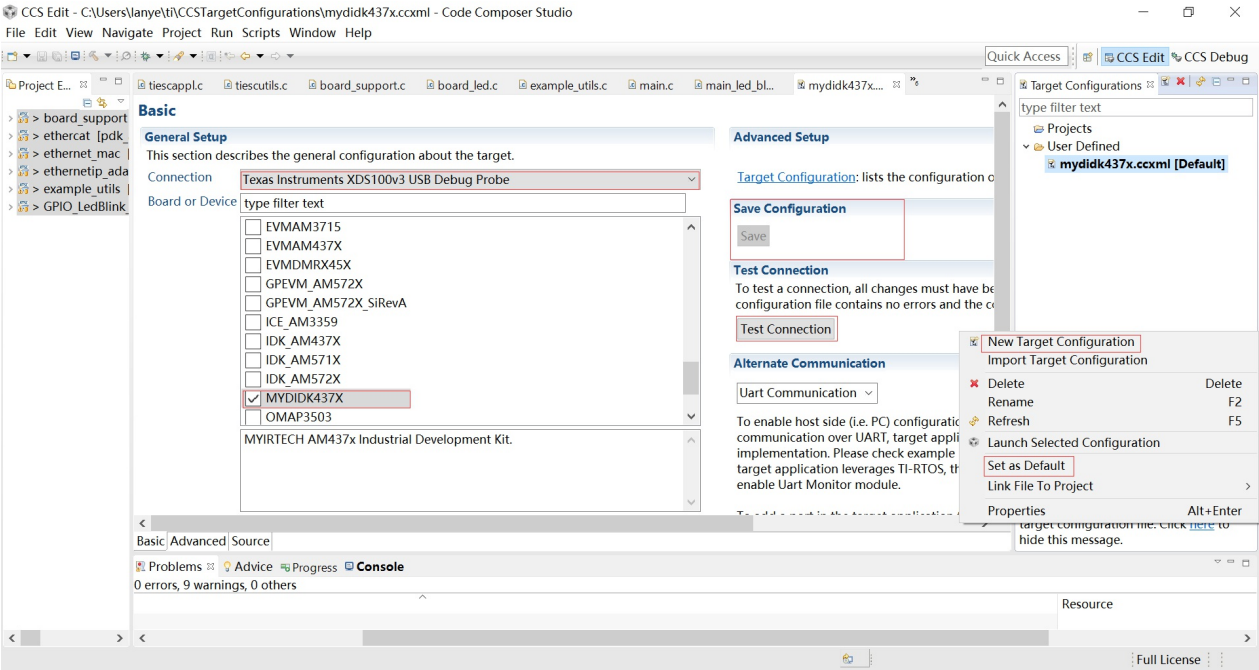 CCS Edit - C:\Users\lanye\ti\CCSTargetConfigurations\mydidk437x.ccxml - Code Composer Studio
File Edit View Navigate Project Run Scripts Window Help
Quick Access
CCS Edit
CCS Debug
Project E...
board_support
ethercat [pdk_
ethernet_mac [
ethernetip_ada
example_utils [
GPIO_LedBlink_
tiescappl.c
tiescutils.c
board_support.c
board_led.c
example_utils.c
main.c
main_led_bl...
mydidk437x....
Basic
General Setup
This section describes the general configuration about the target.
Connection
Texas Instruments XDS100v3 USB Debug Probe
Board or Device
type filter text
EVMAM3715
EVMAM437X
EVMDMRX45X
GPEVM_AM572X
GPEVM_AM572X_SiRevA
ICE_AM3359
IDK_AM437X
IDK_AM571X
IDK_AM572X
MYDIDK437X
OMAP3503
MYIRTECH AM437x Industrial Development Kit.
Advanced Setup
Target Configuration: lists the configuration o
Save Configuration
Save
Test Connection
To test a connection, all changes must have be
configuration file contains no errors and the co
Test Connection
Alternate Communication
Uart Communication
To enable host side (i.e. PC) configuratio
communication over UART, target appli
implementation. Please check example
target application leverages TI-RTOS, th
enable Uart Monitor module.
To add a port in the target application
Basic Advanced Source
Target Configurations
type filter text
Projects
User Defined
mydidk437x.ccxml [Default]
New Target Configuration
Import Target Configuration
Delete Delete
Rename F2
Refresh F5
Launch Selected Configuration
Set as Default
Link File To Project
Properties Alt+Enter
target configuration file. Click here to
hide this message.
Problems Advice Progress Console
0 errors, 9 warnings, 0 others
Resource
Full License